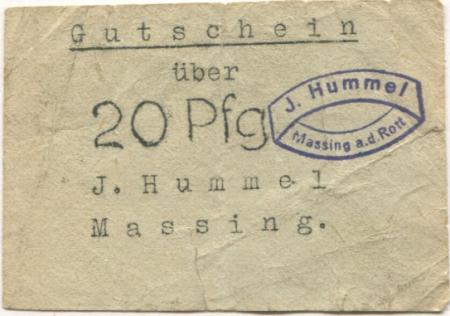 Gutschein
über
20 Pfg
J. Hummel
Massing a.d. Rott
J. Hummel
Massing.